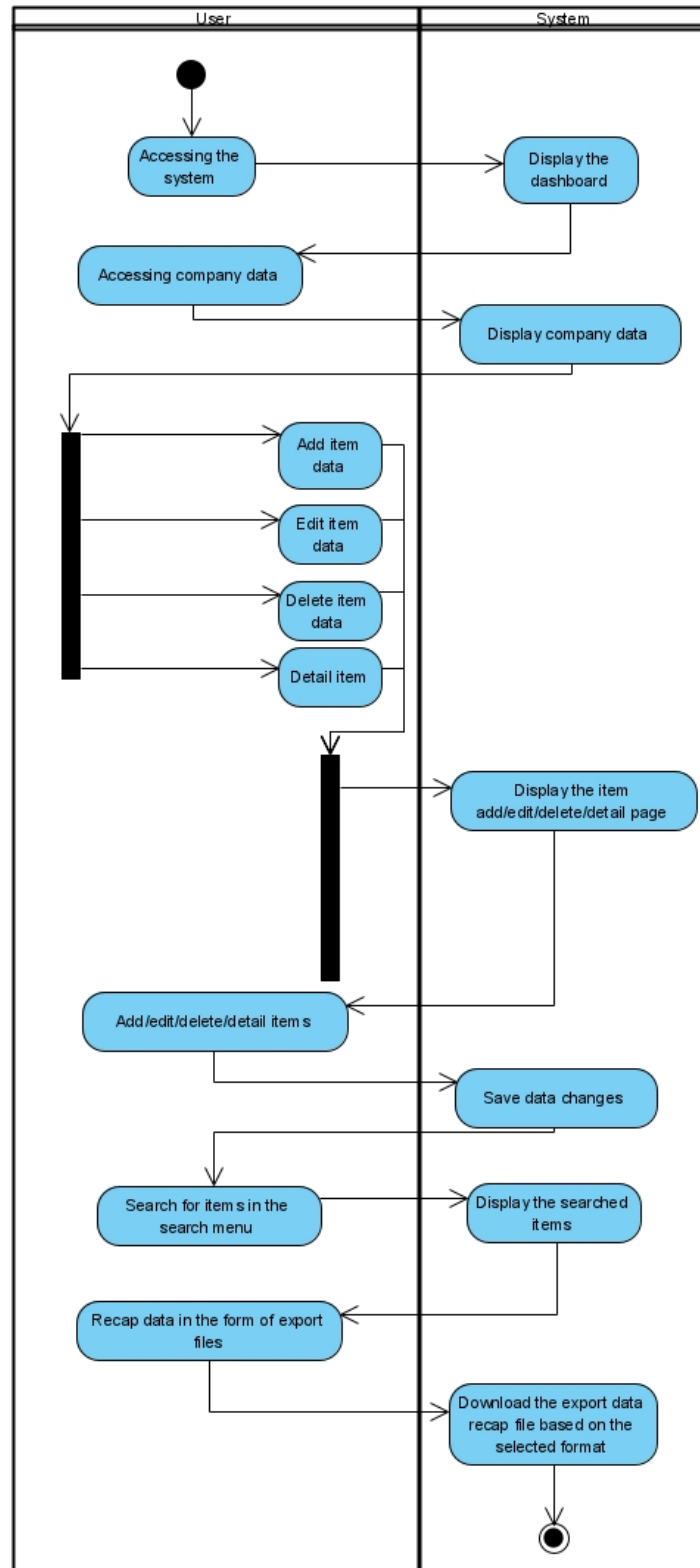 User
System
Accessing the
system
Display the
dashboard
Accessing company data
Display company data
Add item
data
Edit item
data
Delete item
data
Detail item
Display the item
add/edit/delete/detail page
Add/edit/delete/detail items
Save data changes
Search for items in the
search menu
Display the searched
items
Recap data in the form of export
files
Download the export data
recap file based on the
selected format